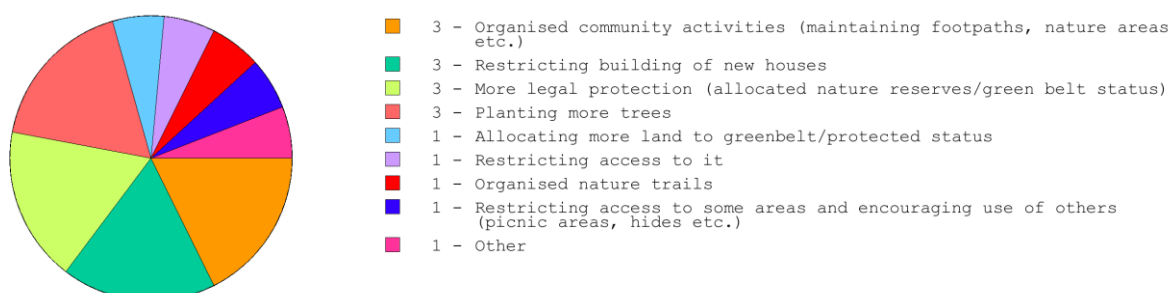 3 - Organised community activities (maintaining footpaths, nature areas
etc.)
3 - Restricting building of new houses
3 - More legal protection (allocated nature reserves/green belt status)
3 - Planting more trees
1 - Allocating more land to greenbelt/protected status
1 - Restricting access to it
1 - Organised nature trails
1 - Restricting access to some areas and encouraging use of others
(picnic areas, hides etc.)
1 - Other